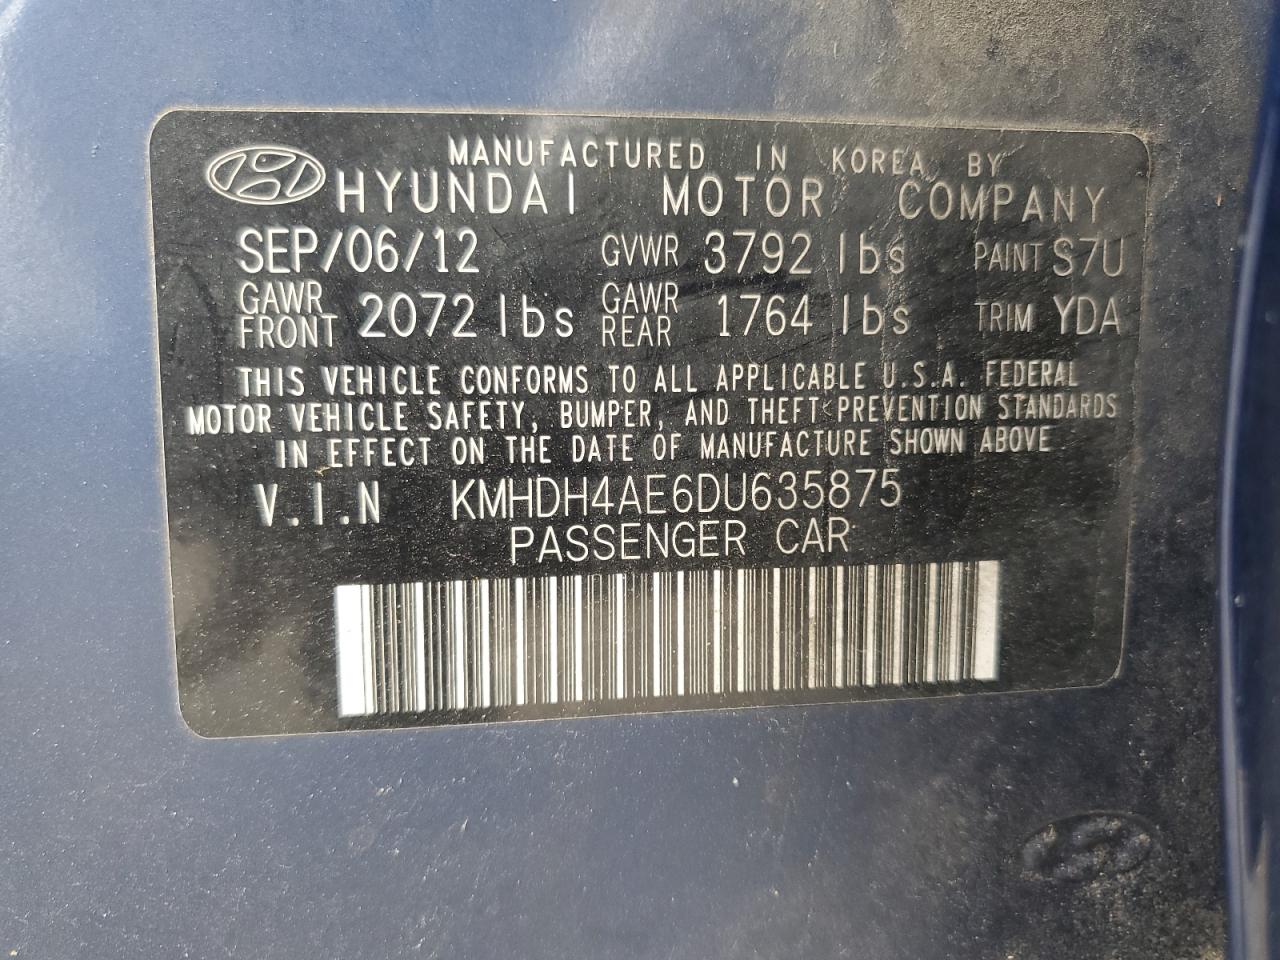 MANUFACTURED IN KOREA BY
HYUNDAI MOTOR COMPANY
SEP/06/12 GVWR 3792 lbs PAINT S7U
GAWR FRONT 2072 lbs GAWR REAR 1764 lbs TRIM YDA
THIS VEHICLE CONFORMS TO ALL APPLICABLE U.S.A. FEDERAL
MOTOR VEHICLE SAFETY, BUMPER, AND THEFT PREVENTION STANDARDS
IN EFFECT ON THE DATE OF MANUFACTURE SHOWN ABOVE
V.I.N KMHDH4AE6DU635875
PASSENGER CAR